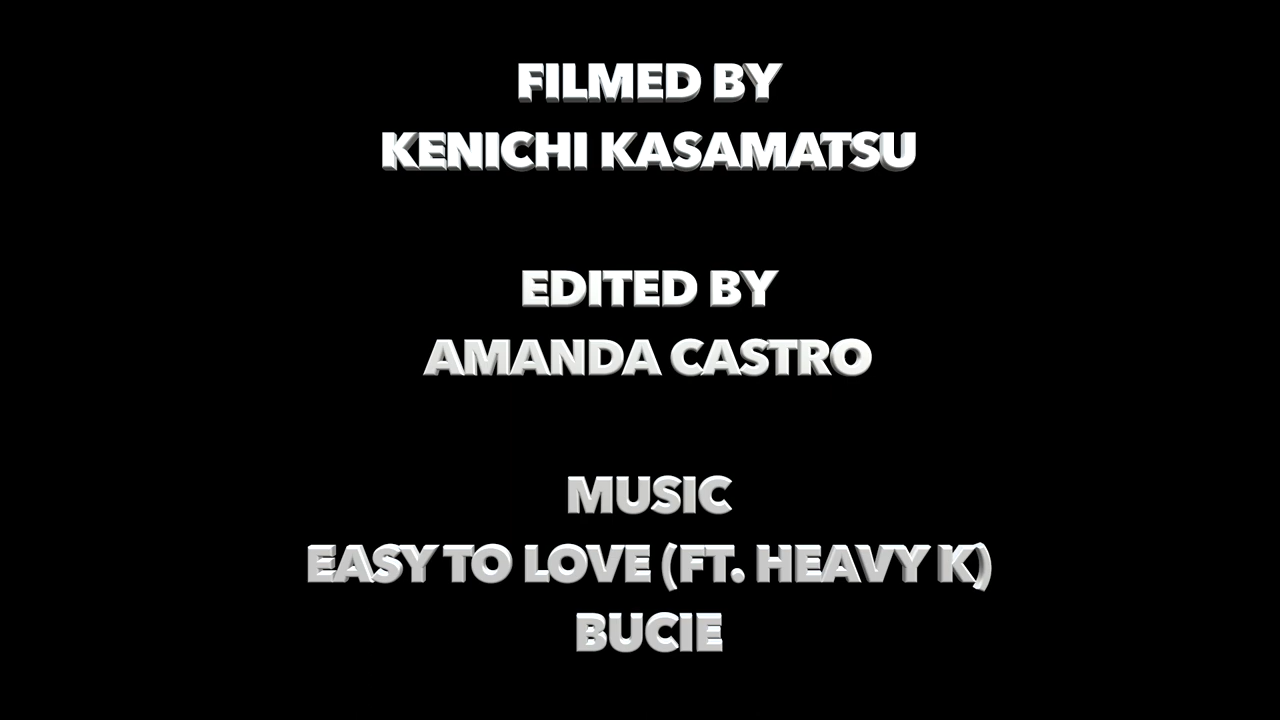 FILMED BY
KENICHI KASAMATSU
EDITED BY
AMANDA CASTRO
MUSIC
EASY TO LOVE (FT. HEAVY K)
BUCIE